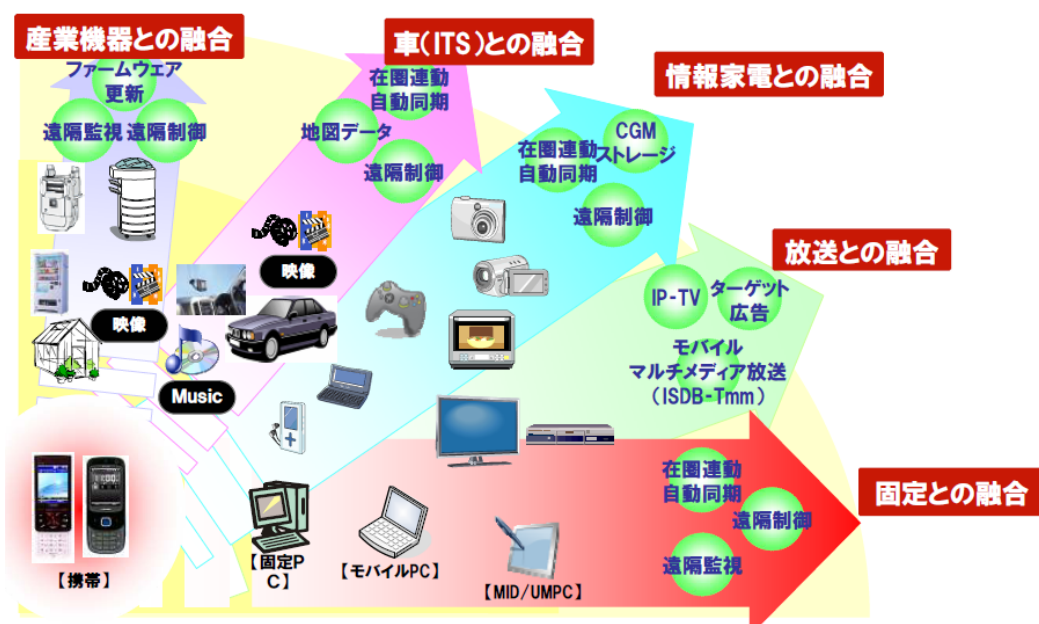 産業機器との融合
ファームウェア
更新
遠隔監視
遠隔制御
映像
車(ITS)との融合
在圏連動
自動同期
地図データ
遠隔制御
映像
Music
情報家電との融合
在圏連動
自動同期
CGM
ストレージ
遠隔制御
放送との融合
IP-TV
ターゲット
広告
モバイル
マルチメディア放送
(ISDB-Tmm)
固定との融合
在圏連動
自動同期
遠隔制御
遠隔監視
【携帯】
【固定P
C】
【モバイルPC】
【MID/UMPC】